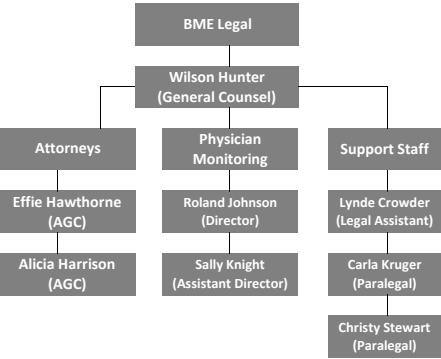 BME Legal
Wilson Hunter
(General Counsel)
Attorneys
Physician
Monitoring
Support Staff
Effie Hawthorne
(AGC)
Roland Johnson
(Director)
Lynde Crowder
(Legal Assistant)
Alicia Harrison
(AGC)
Sally Knight
(Assistant Director)
Carla Kruger
(Paralegal)
Christy Stewart
(Paralegal)